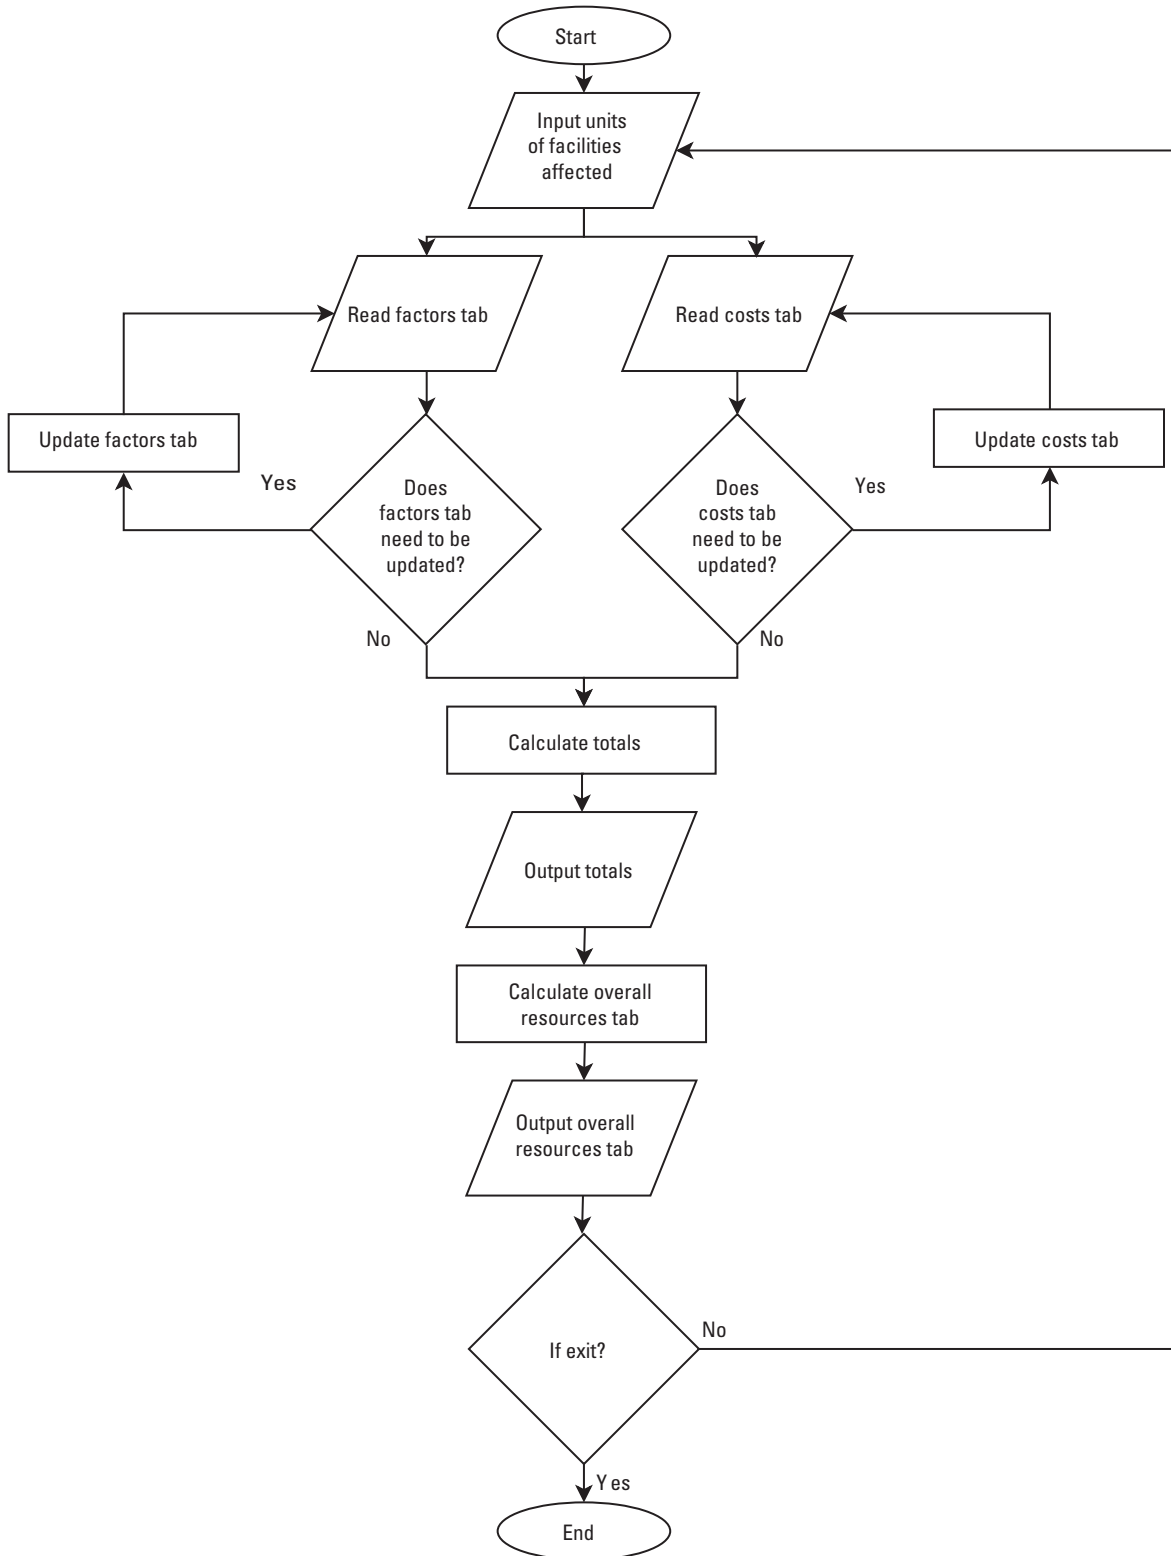 Start
Input units
of facilities
affected
Read factors tab
Read costs tab
Update factors tab
Update costs tab
Yes
Does
factors tab
need to be
updated?
Does
costs tab
need to be
updated?
Yes
No
No
Calculate totals
Output totals
Calculate overall
resources tab
Output overall
resources tab
If exit?
No
Yes
End